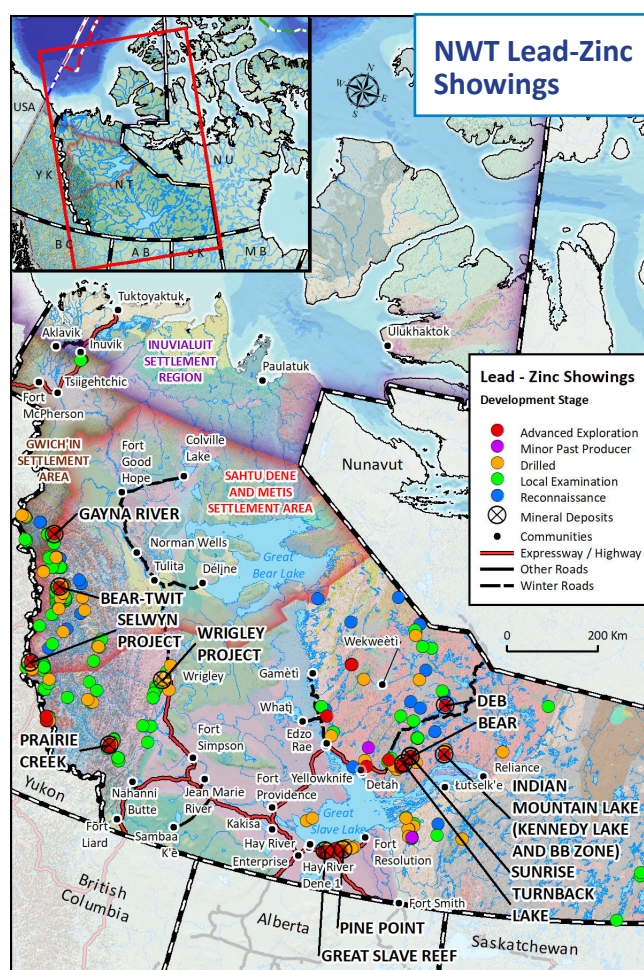 NWT Lead-Zinc
Showings
N
W
E
S
USA
YK
NT
NU
BC
AB
SK
MB
Tuktoyaktuk
Aklavik
Inuvik
Ulukhaktok
INUVIALUIT
SETTLEMENT
REGION
Paulatuk
Tsiigehtchic
Fort
McPherson
Lead - Zinc Showings
Development Stage
Advanced Exploration
Minor Past Producer
Drilled
Local Examination
Reconnaissance
Mineral Deposits
Communities
Expressway / Highway
Other Roads
Winter Roads
0
200 Km
GWICH'IN
SETTLEMENT
AREA
Fort
Good
Hope
Colville
Lake
SAHTU DENE
AND METIS
SETTLEMENT AREA
Nunavut
GAYNA RIVER
Norman Wells
Great
Bear Lake
Tulita
Déljne
BEAR-TWIT
SELWYN
PROJECT
WRIGLEY
PROJECT
Wrigley
Wekweètì
Gamètì
DEB
BEAR
Whatì
Edzo
Rae
PRAIRIE
CREEK
Fort
Simpson
Yukon
Nahanni
Butte
Jean Marie
River
Fort
Providence
Yellowknife
Detah
Reliance
Łutselk'e
INDIAN
MOUNTAIN LAKE
(KENNEDY LAKE
AND BB ZONE)
SUNRISE
TURNBACK
LAKE
Fort
Liard
Sambaa
K'e
Kakisa
Great
Slave Lake
Hay River
Enterprise
Hay River
Dene 1
Fort
Resolution
Fort Smith
British
Columbia
Alberta
PINE POINT
GREAT SLAVE REEF
Saskatchewan